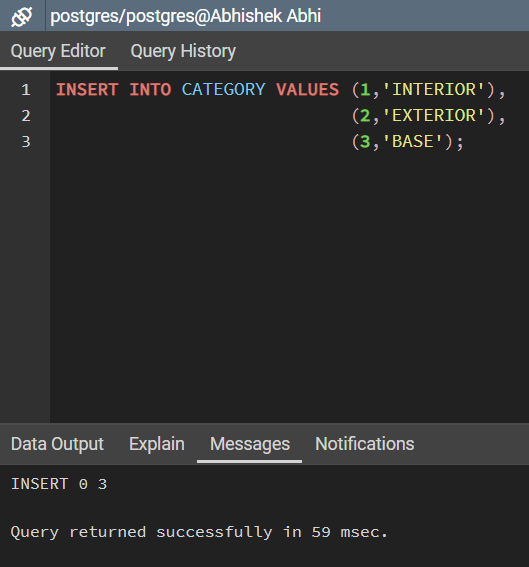 postgres/postgres@Abhishek Abhi
Query Editor Query History
1 INSERT INTO CATEGORY VALUES (1,'INTERIOR'),
2 (2,'EXTERIOR'),
3 (3,'BASE');
Data Output Explain Messages Notifications
INSERT 0 3
Query returned successfully in 59 msec.